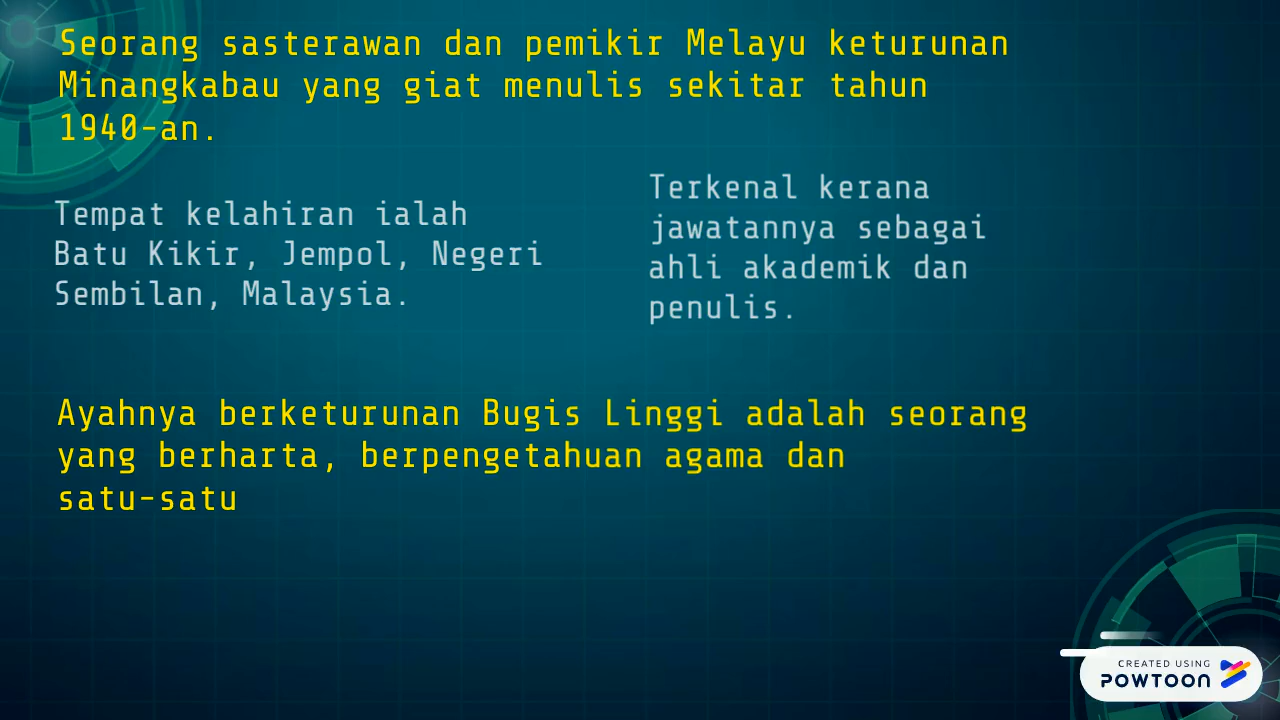 Seorang sasterawan dan pemikir Melayu keturunan
Minangkabau yang giat menulis sekitar tahun
1940-an.
Tempat kelahiran ialah
Batu Kikir, Jempol, Negeri
Sembilan, Malaysia.
Terkenal kerana
jawatannya sebagai
ahli akademik dan
penulis.
Ayahnya berketurunan Bugis Linggi adalah seorang
yang berharta, berpengetahuan agama dan
satu-satu
CREATED USING
POWTOON